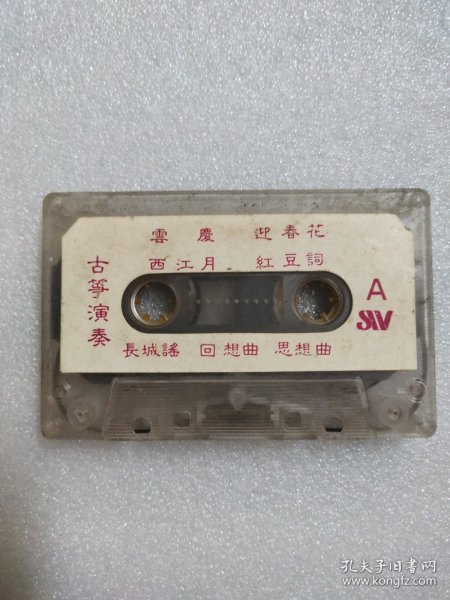 古箏演奏
雲慶 迎春花
西江月 紅豆詞
長城謠 回想曲 思想曲
A
孔夫子旧书网
www.kongfz.com